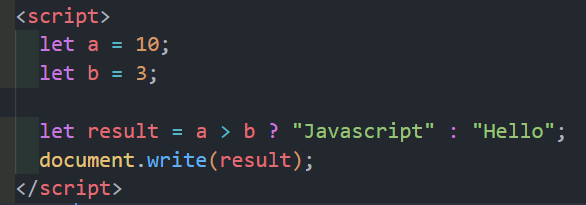 <script>
let a = 10;
let b = 3;
let result = a > b ? "Javascript" : "Hello";
document.write(result);
</script>